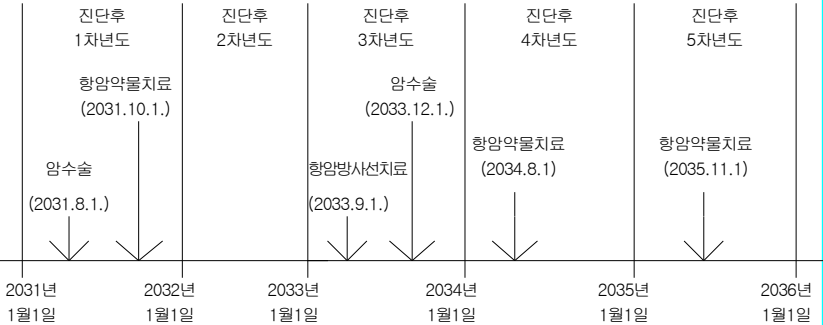 진단후
1차년도
진단후
2차년도
진단후
3차년도
진단후
4차년도
진단후
5차년도
항암약물치료
(2031.10.1.)
암수술
(2033.12.1.)
암수술
(2031.8.1.)
항암방사선치료
(2033.9.1.)
항암약물치료
(2034.8.1)
항암약물치료
(2035.11.1)
2031년
1월1일
2032년
1월1일
2033년
1월1일
2034년
1월1일
2035년
1월1일
2036년
1월1일